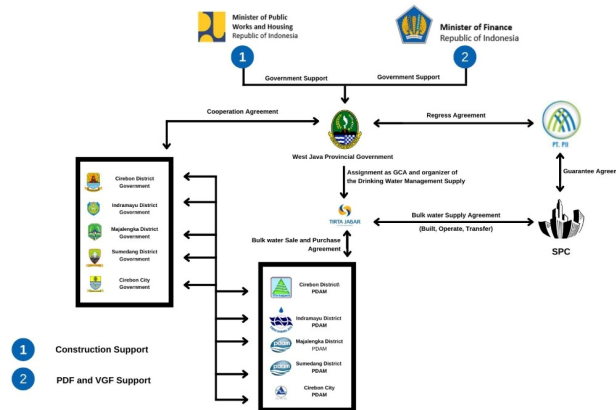 Minister of Public
Works and Housing
Republic of Indonesia
Minister of Finance
Republic of Indonesia
1
2
Government Support
Government Support
Cooperation Agreement
Regress Agreement
PT. PII
West Java Provincial Government
Guarantee Agreer
Assignment as GCA and organizer of
the Drinking Water Management Supply
Cirebon District
Government
Indramayu District
Government
Majalengka District
Government
Sumedang District
Government
Cirebon City
Government
TIRTA JABAR
Bulk water Supply Agreement
(Built, Operate, Transfer)
SPC
Bulk water Sale and Purchase
Agreement
Cirebon District
PDAM
Indramayu District
PDAM
Majalengka District
PDAM
Sumedang District
PDAM
Cirebon City
PDAM
1 Construction Support
2 PDF and VGF Support